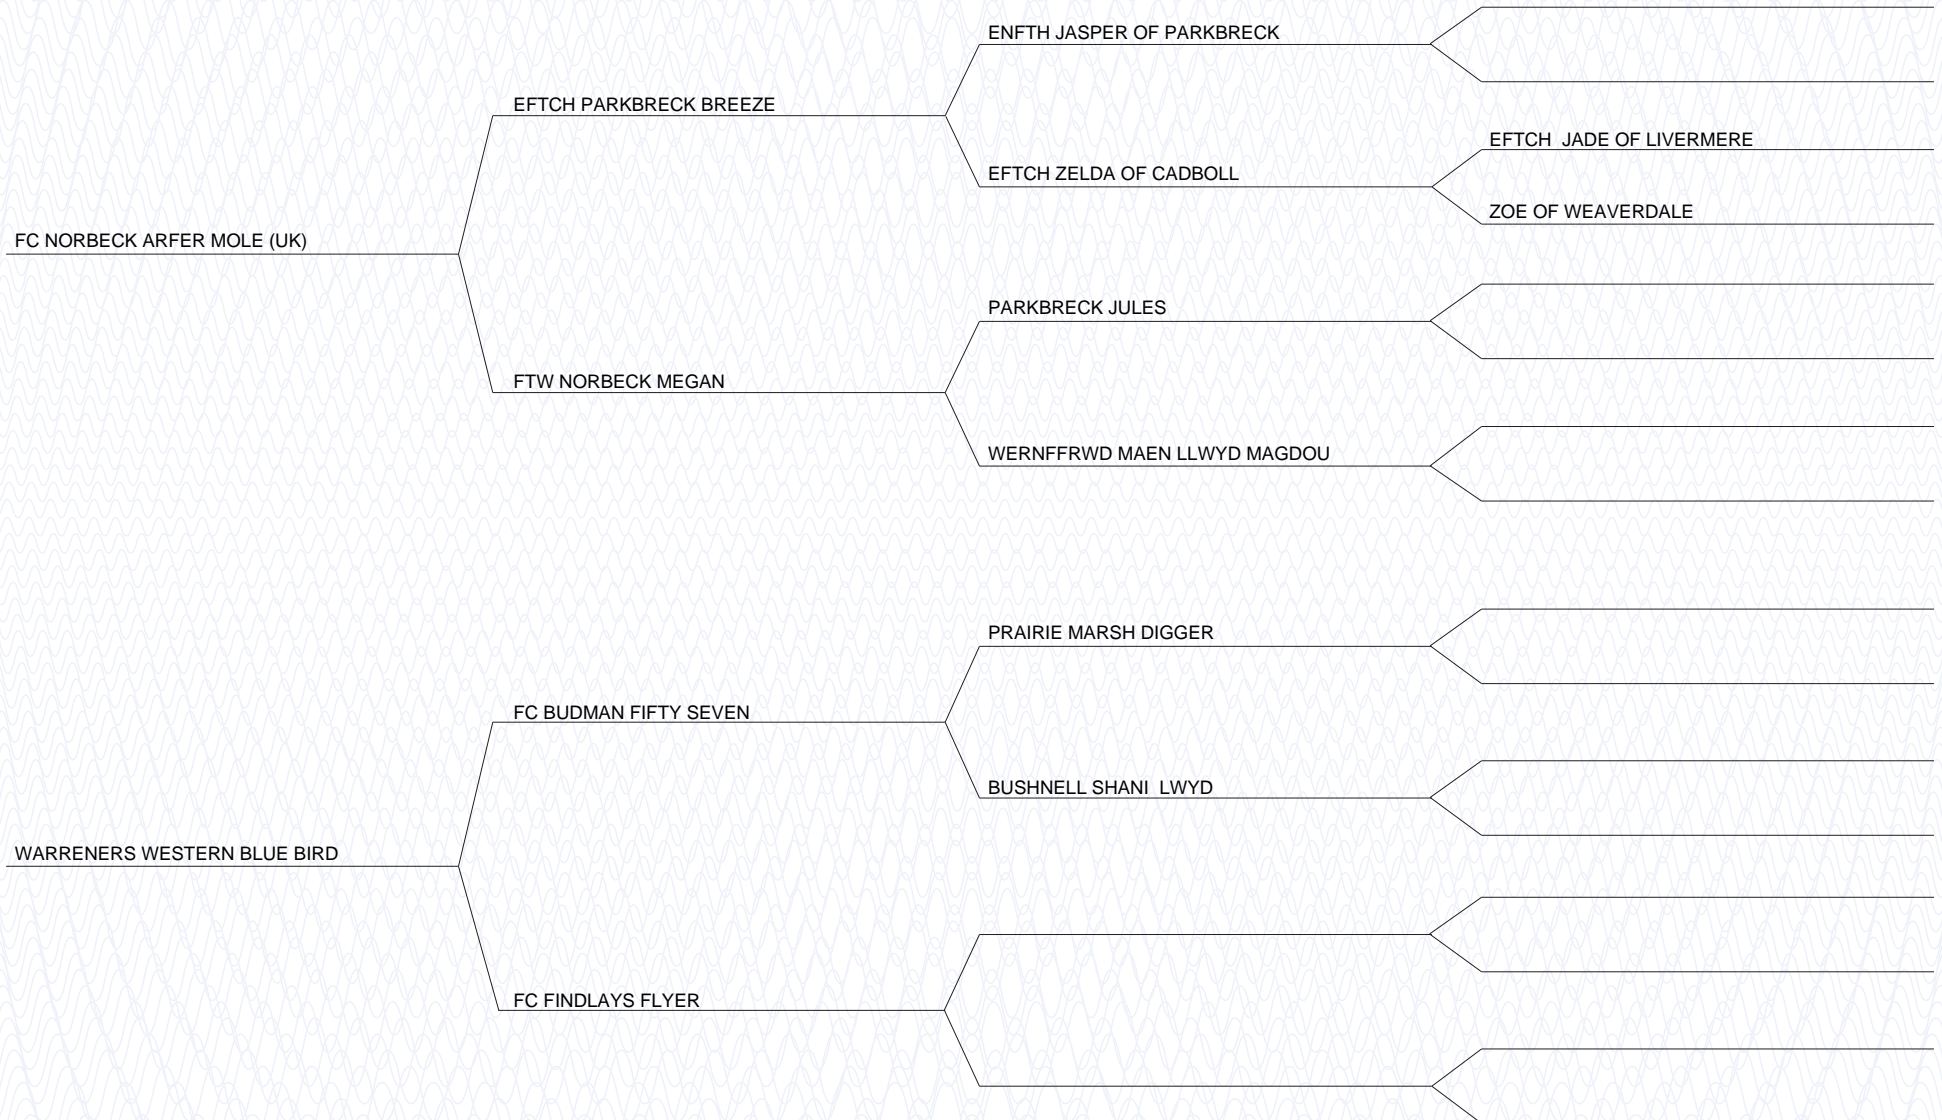 ENFTH JASPER OF PARKBRECK
EFTCH PARKBRECK BREEZE
EFTCH  JADE OF LIVERMERE
EFTCH ZELDA OF CADBOLL
ZOE OF WEAVERDALE
FC NORBECK ARFER MOLE (UK)
PARKBRECK JULES
FTW NORBECK MEGAN
WERNFFRWD MAEN LLWYD MAGDOU
PRAIRIE MARSH DIGGER
FC BUDMAN FIFTY SEVEN
BUSHNELL SHANI  LWYD
WARRENERS WESTERN BLUE BIRD
FC FINDLAYS FLYER